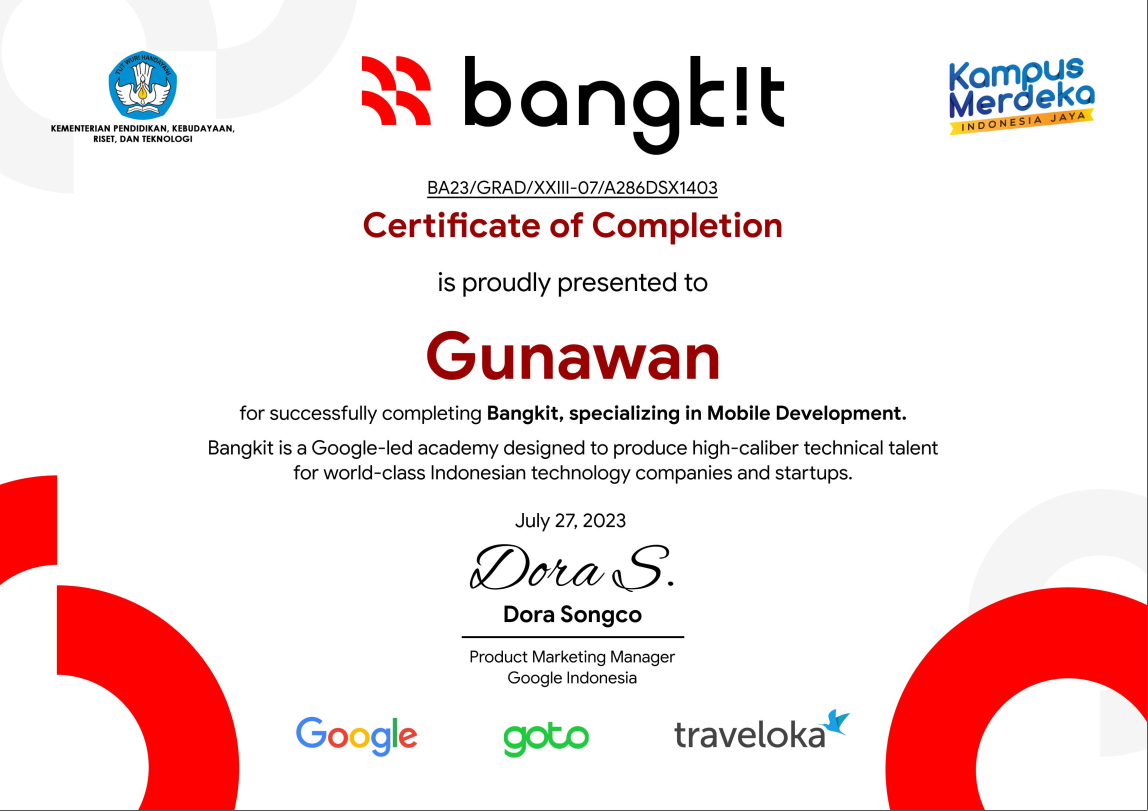 TUT WURI HANDAYANI
KEMENTERIAN PENDIDIKAN, KEBUDAYAAN,
RISET, DAN TEKNOLOGI
bangk!t
Kampus
Merdeka
INDONESIA JAYA
BA23/GRAD/XXIII-07/A286DSX1403
Certificate of Completion
is proudly presented to
Gunawan
for successfully completing Bangkit, specializing in Mobile Development.
Bangkit is a Google-led academy designed to produce high-caliber technical talent
for world-class Indonesian technology companies and startups.
July 27, 2023
Dora S.
Dora Songco
Product Marketing Manager
Google Indonesia
Google goto traveloka